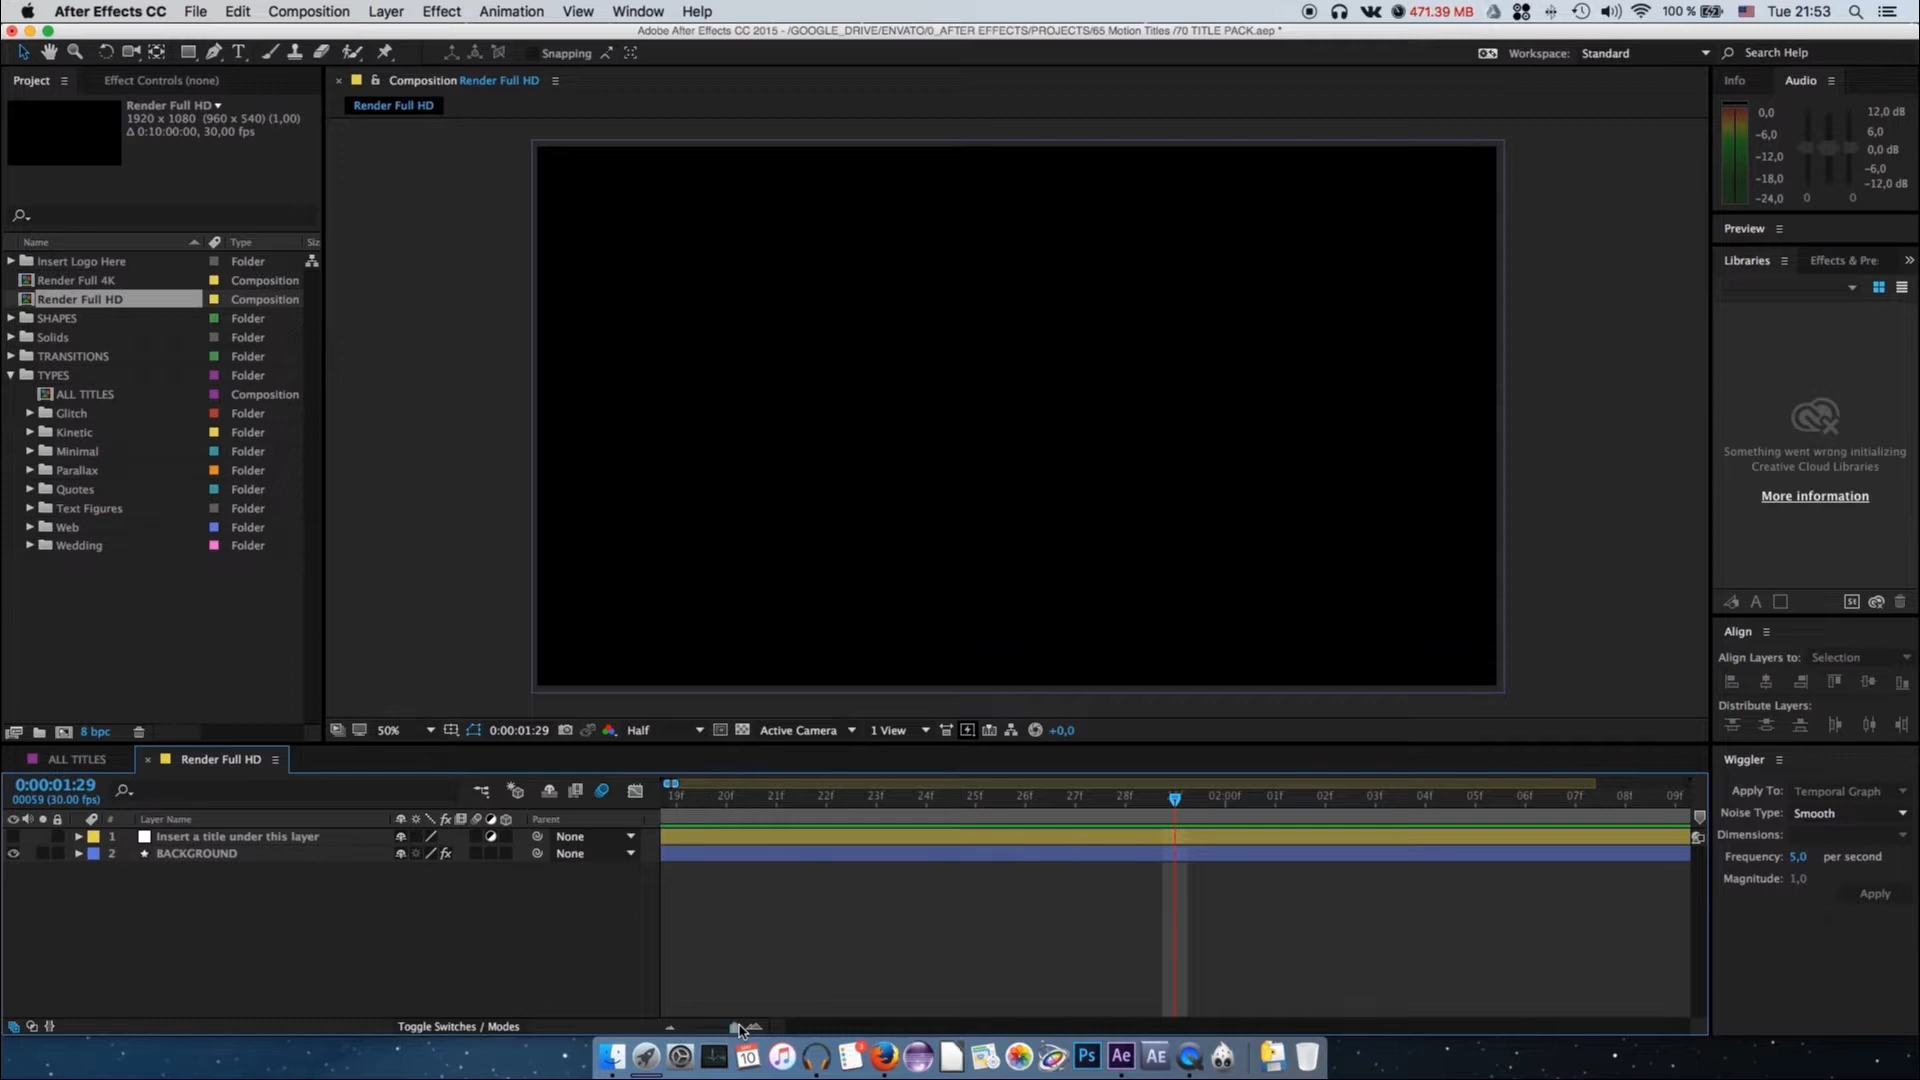 After Effects CC File Edit Composition Layer Effect Animation View Window Help 471.39 MB 100 % Tue 21:53
Adobe After Effects CC 2015 - /GOOGLE_DRIVE/ENVATO/0_AFTER EFFECTS/PROJECTS/65 Motion Titles /70 TITLE PACK.aep *
Snapping Workspace: Standard Search Help
Project Effect Controls (none) Composition Render Full HD Info Audio
Render Full HD
Render Full HD
1920 x 1080 (960 x 540) (1,00)
Δ 0:10:00:00, 30,00 fps
0,0 12,0 dB
-6,0 6,0
-12,0 0,0 dB
-18,0 -6,0
-24,0 0 0 -12,0 dB
Preview
Name Type Siz
Insert Logo Here Folder
Render Full 4K Composition
Render Full HD Composition
SHAPES Folder
Solids Folder
TRANSITIONS Folder
TYPES Folder
ALL TITLES Composition
Glitch Folder
Kinetic Folder
Minimal Folder
Parallax Folder
Quotes Folder
Text Figures Folder
Web Folder
Wedding Folder
Libraries Effects & Pre
Something went wrong initializing
Creative Cloud Libraries
More information
A St
Align
Align Layers to: Selection
Distribute Layers:
8 bpc 50% 0:00:01:29 Half Active Camera 1 View +0,0
ALL TITLES Render Full HD
0:00:01:29
00059 (30.00 fps)
19f 20f 21f 22f 23f 24f 25f 26f 27f 28f 02:00f 01f 02f 03f 04f 05f 06f 07f 08f 09f
# Layer Name fx Parent
1 Insert a title under this layer None
2 BACKGROUND fx None
Toggle Switches / Modes
Wiggler
Apply To: Temporal Graph
Noise Type: Smooth
Dimensions:
Frequency: 5,0 per second
Magnitude: 1,0
Apply
10 Ps Ae AE